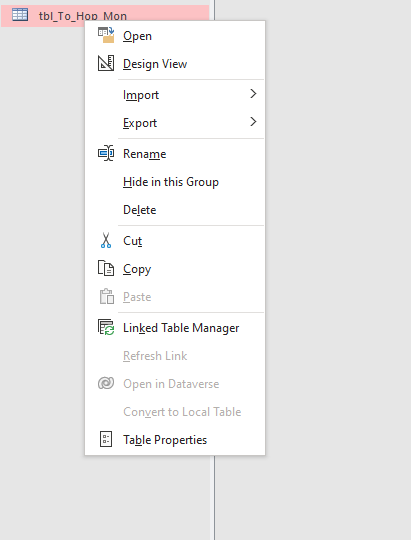 tbl_To_Hop_Mon
Open
Design View
Import
Export
Rename
Hide in this Group
Delete
Cut
Copy
Paste
Linked Table Manager
Refresh Link
Open in Dataverse
Convert to Local Table
Table Properties